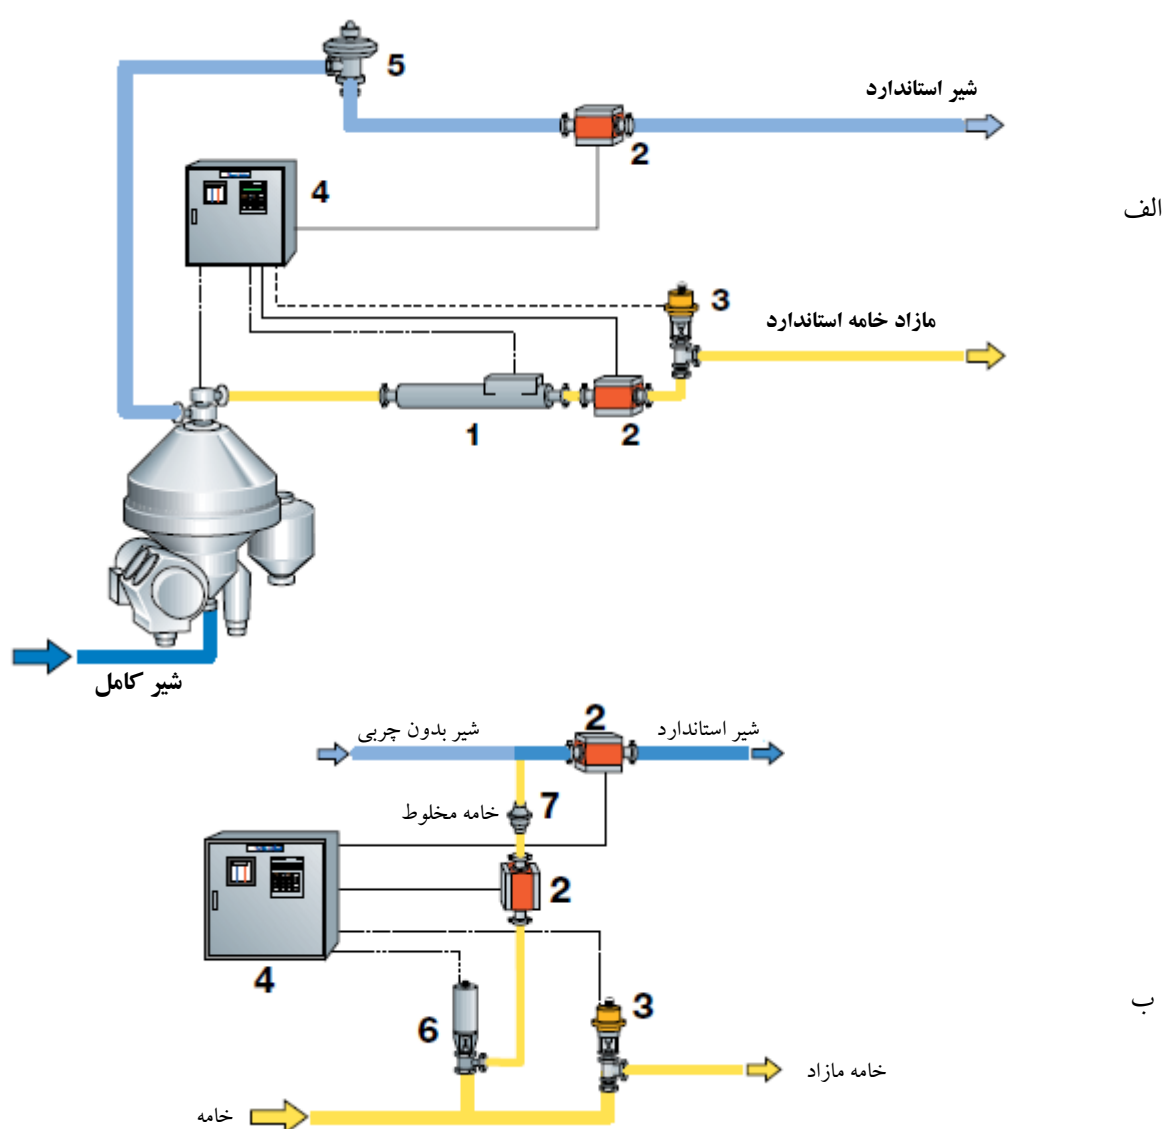 5
شیر استاندارد
2
4
الف
3
مازاد خامه استاندارد
1
2
شیر کامل
2
شیر بدون چربی
شیر استاندارد
7
خامه مخلوط
2
4
3
6
ب
خامه مازاد
خامه